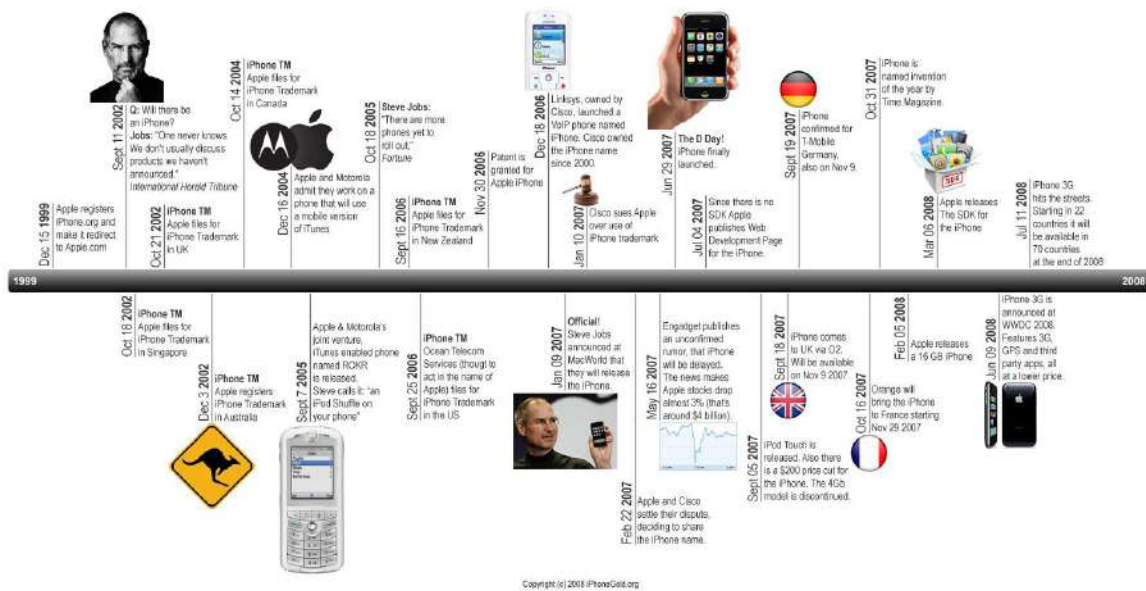 Sept 11 2002
Q: Will there be
an iPhone?
Jobs: "One never knows
We don't usually discuss
products we haven't
announced."
International Herald Tribune
Oct 14 2004
iPhone TM
Apple files for
iPhone Trademark
in Canada
Oct 18 2005
Steve Jobs:
"There are more
phones yet to
roll out,"
Fortune
Dec 18 2006
Linksys, owned by
Cisco, launched a
VoIP phone named
iPhone. Cisco owned
the iPhone name
since 2000.
Jun 29 2007
The D Day!
iPhone finally
launched.
Sept 19 2007
iPhone
confirmed for
T-Mobile
Germany,
also on Nov 9.
Oct 31 2007
iPhone is
named invention
of the year by
Time Magazine
Dec 15 1999
Apple registers
iPhone.org and
make it redirect
to Apple.com
Oct 21 2002
iPhone TM
Apple files for
iPhone Trademark
in UK
Dec 16 2004
Apple and Motorola
admit they work on a
phone that will use
a mobile version
of iTunes
Sept 16 2006
iPhone TM
Apple files for
iPhone Trademark
in New Zealand
Nov 30 2006
Patent is
granted for
Apple iPhone
Jan 10 2007
Cisco sues Apple
over use of
iPhone trademark
Jul 04 2007
Since there is no
SDK Apple
publishes Web
Development Page
for the iPhone.
SDK
Mar 06 2008
Apple releases
The SDK for
the iPhone
Jul 11 2008
iPhone 3G
hits the streets.
Starting in 22
countries it will
be available in
70 countries
at the end of 2008
1999
2008
Oct 18 2002
iPhone TM
Apple files for
iPhone Trademark
in Singapore
Dec 3 2002
iPhone TM
Apple registers
iPhone Trademark
in Australia
Sept 7 2005
Apple & Motorola's
joint venture,
iTunes enabled phone
named ROKR
is released.
Steve calls it: "an
iPod Shuffle on
your phone"
Sept 25 2006
iPhone TM
Ocean Telecom
Services (thougt to
act in the name of
Apple) files for
iPhone Trademark
in the US
Jan 09 2007
Official!
Steve Jobs
announced at
MacWorld that
they will release
the iPhone.
Feb 22 2007
Apple and Cisco
settle their dispute,
deciding to share
the iPhone name.
May 16 2007
Engadget publishes
an unconfirmed
rumor, that iPhone
will be delayed.
The news makes
Apple stocks drop
almost 3% (that's
around $4 billion).
Sept 05 2007
iPod Touch is
released. Also there
is a $200 price cut for
the iPhone. The 4Gb
model is discontinued.
Sept 18 2007
iPhone comes
to UK via O2.
Will be available
on Nov 9 2007.
Oct 16 2007
Orange will
bring the iPhone
to France starting
Nov 29 2007
Feb 05 2008
Apple releases
a 16 GB iPhone.
Jun 09 2008
iPhone 3G is
announced at
WWDC 2008.
Features 3G,
GPS and third
party apps, all
at a lower price.
Copyright (c) 2008 iPhoneGold.org